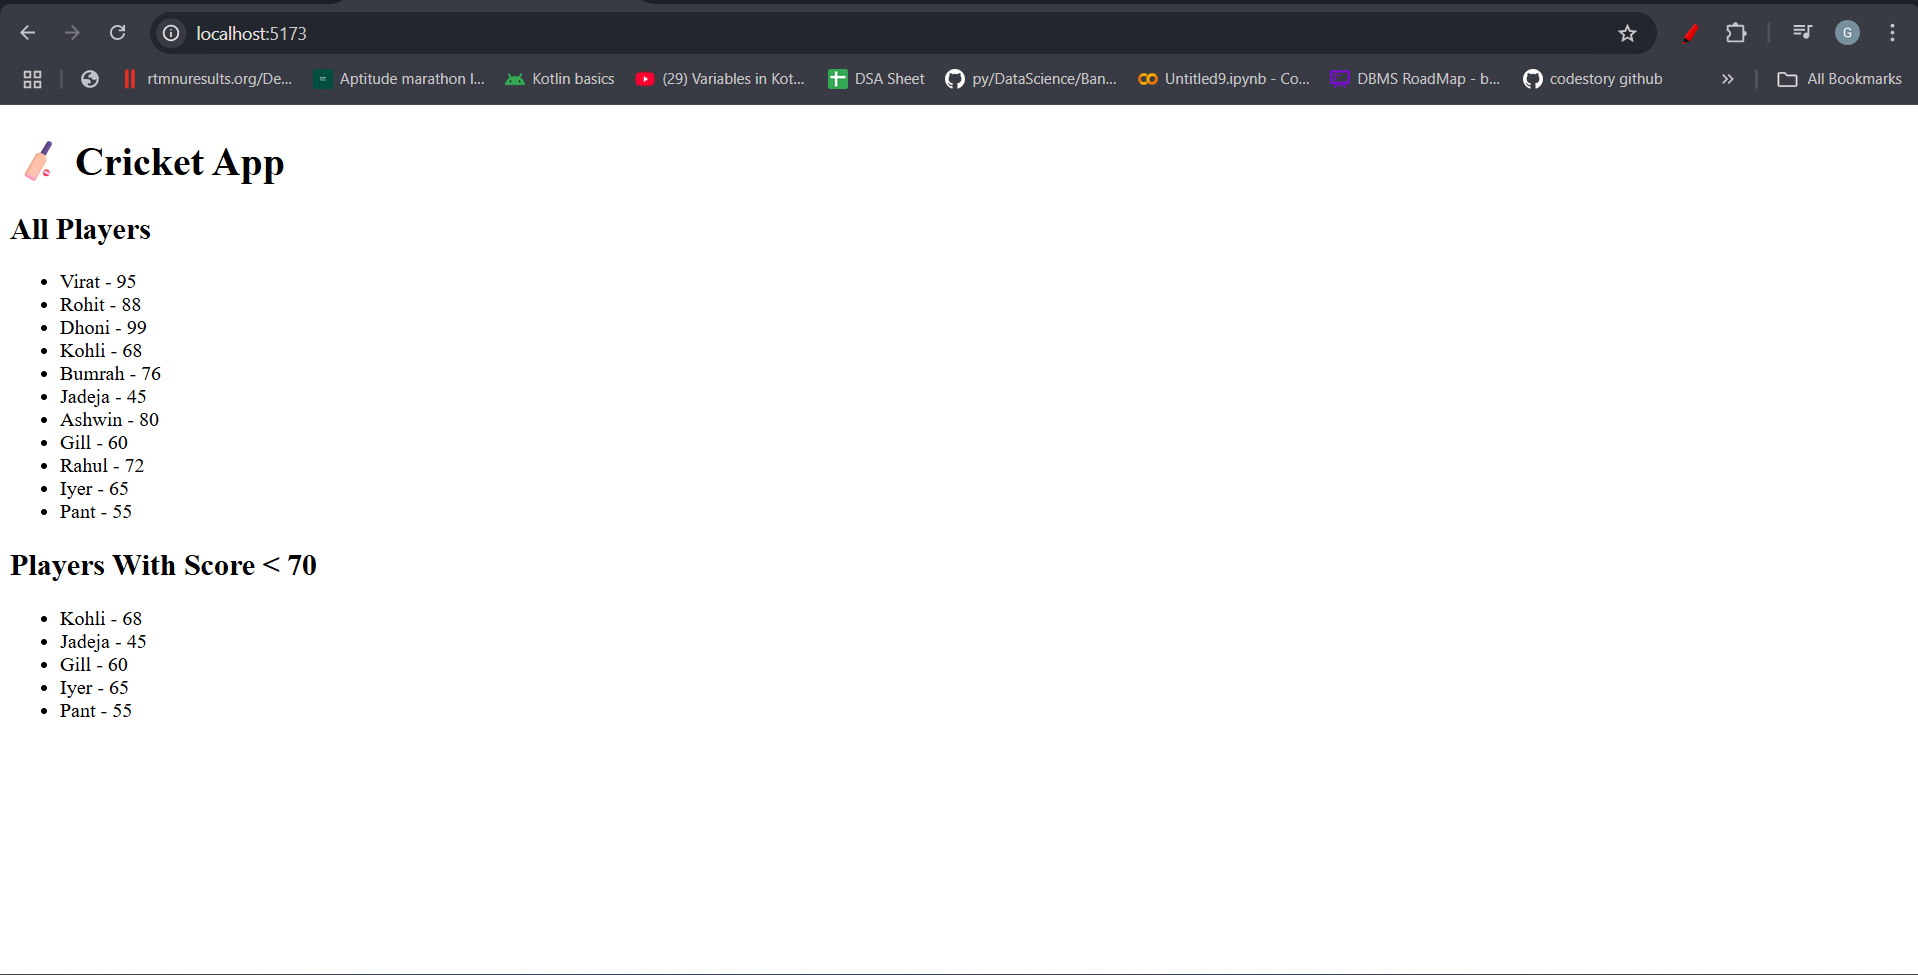 localhost:5173
G
rtmnuresults.org/De...
Aptitude marathon I...
Kotlin basics
(29) Variables in Kot...
DSA Sheet
py/DataScience/Ban...
Untitled9.ipynb - Co...
DBMS RoadMap - b...
codestory github
All Bookmarks
Cricket App
All Players
• Virat - 95
• Rohit - 88
• Dhoni - 99
• Kohli - 68
• Bumrah - 76
• Jadeja - 45
• Ashwin - 80
• Gill - 60
• Rahul - 72
• Iyer - 65
• Pant - 55
Players With Score < 70
• Kohli - 68
• Jadeja - 45
• Gill - 60
• Iyer - 65
• Pant - 55